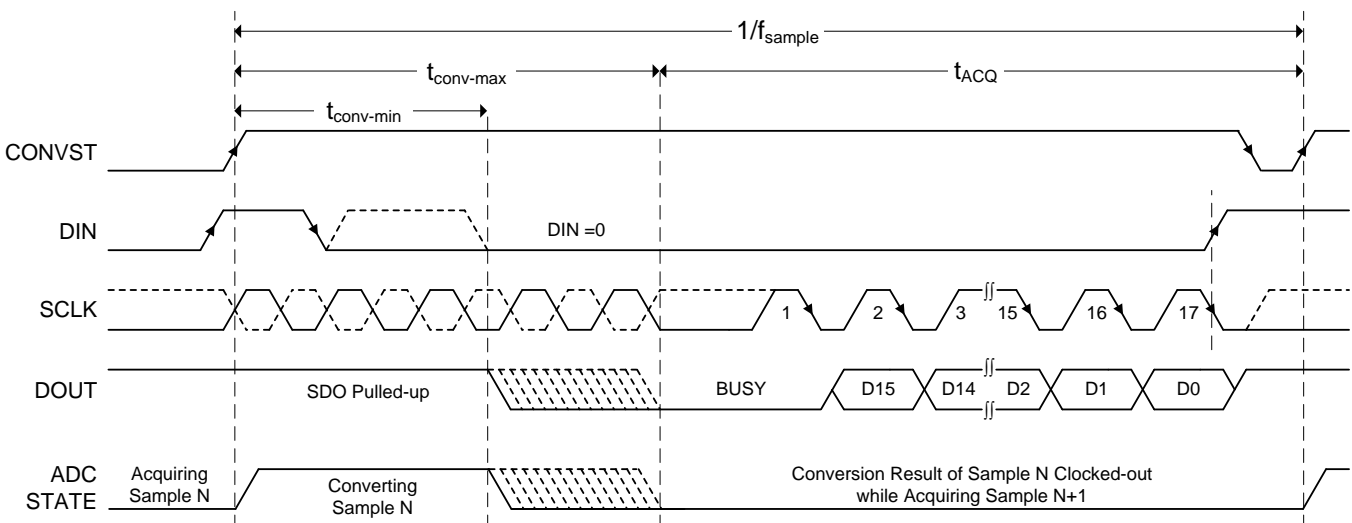 1/fsample
tconv-max
tACQ
tconv-min
CONVST
DIN
DIN =0
SCLK
1 2 3 ∫∫ 15 16 17
DOUT
SDO Pulled-up
BUSY
D15 D14 ∫∫ D2 D1 D0
∫∫
ADC
STATE
Acquiring
Sample N
Converting
Sample N
Conversion Result of Sample N Clocked-out
while Acquiring Sample N+1